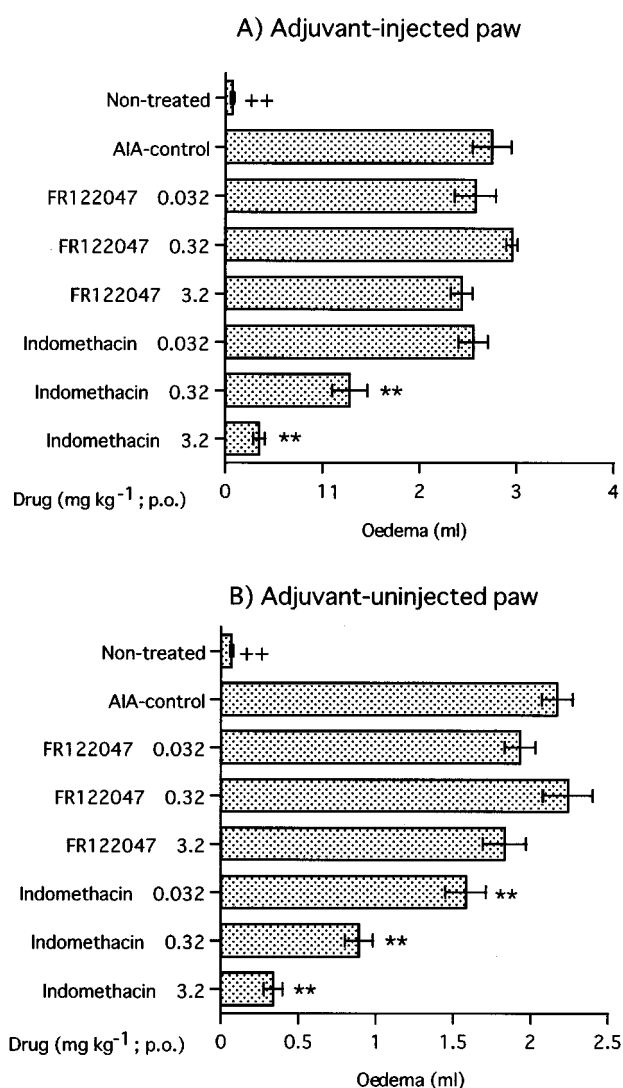 A) Adjuvant-injected paw
Non-treated ++
AIA-control
FR122047 0.032
FR122047 0.32
FR122047 3.2
Indomethacin 0.032
Indomethacin 0.32 **
Indomethacin 3.2 **
0 11 2 3 4
Drug (mg kg-1; p.o.)
Oedema (ml)
B) Adjuvant-uninjected paw
Non-treated ++
AIA-control
FR122047 0.032
FR122047 0.32
FR122047 3.2
Indomethacin 0.032 **
Indomethacin 0.32 **
Indomethacin 3.2 **
Drug (mg kg-1; p.o.) 0 0.5 1 1.5 2 2.5
Oedema (ml)